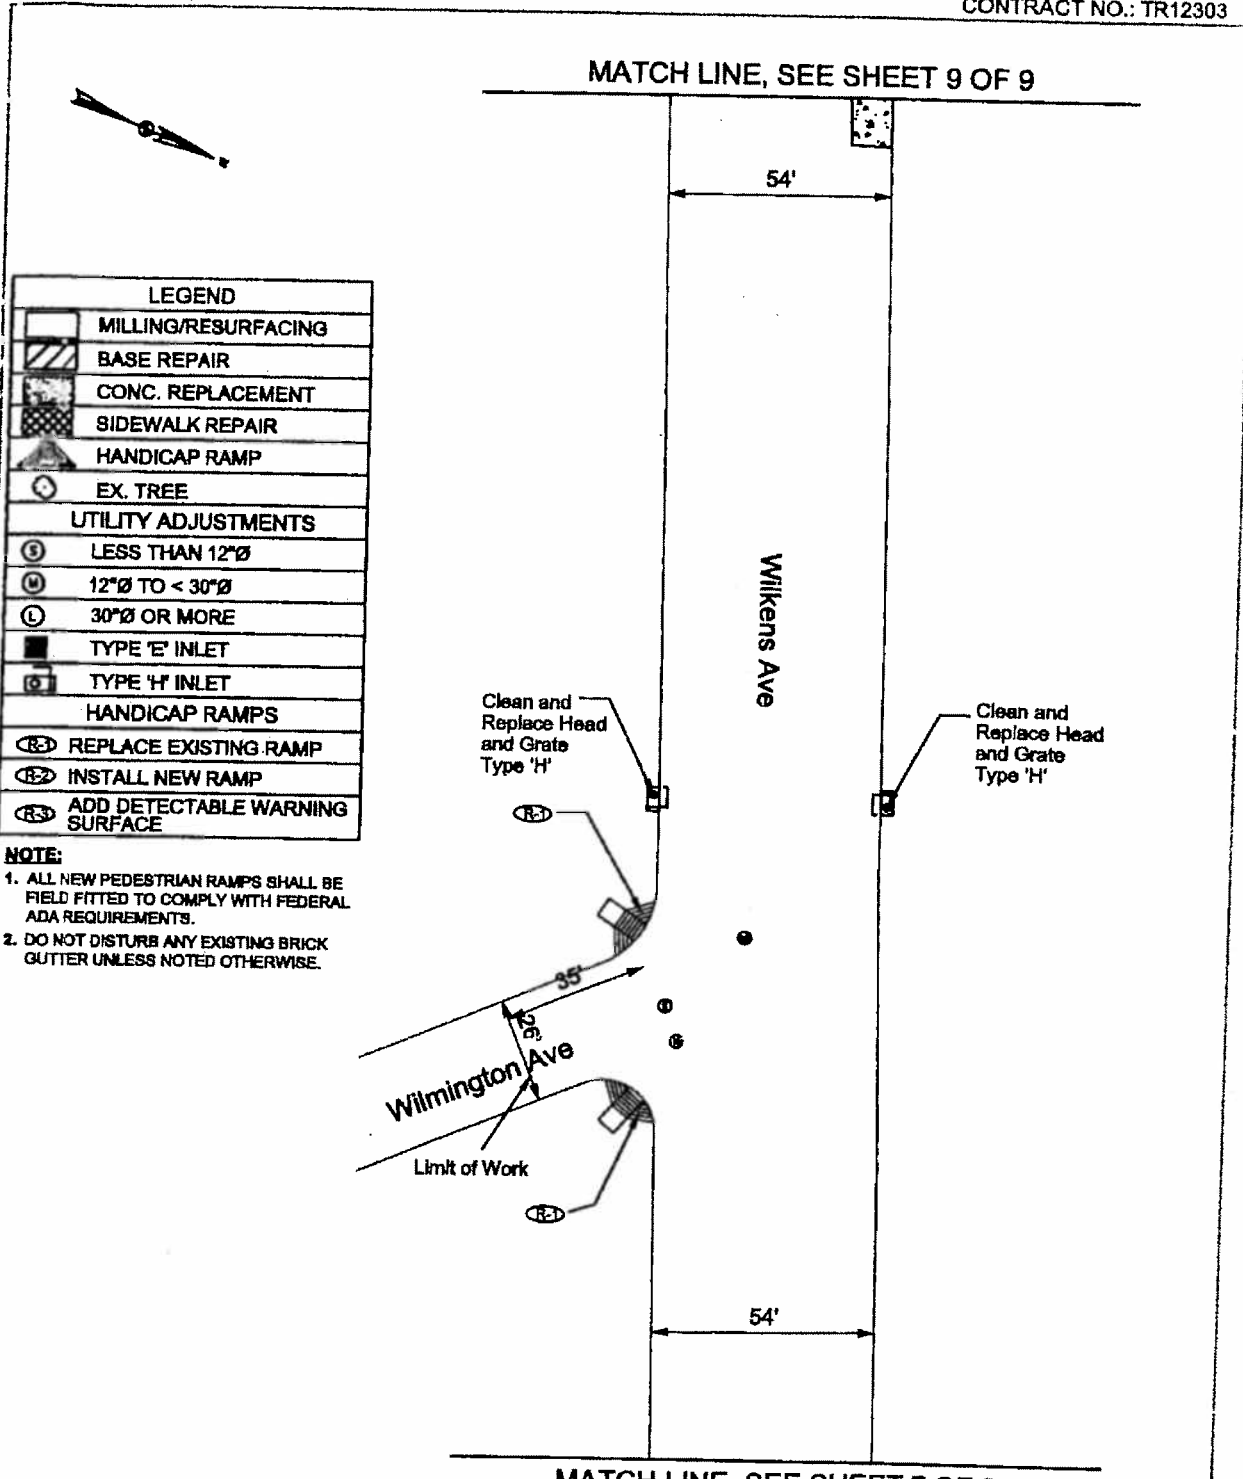 CONTRACT NO.: TR12303
MATCH LINE, SEE SHEET 9 OF 9
54'
LEGEND
MILLING/RESURFACING
BASE REPAIR
CONC. REPLACEMENT
SIDEWALK REPAIR
HANDICAP RAMP
EX. TREE
UTILITY ADJUSTMENTS
S LESS THAN 12"Ø
M 12"Ø TO < 30"Ø
L 30"Ø OR MORE
TYPE 'E' INLET
TYPE 'H' INLET
HANDICAP RAMPS
R-1 REPLACE EXISTING RAMP
R-2 INSTALL NEW RAMP
R-3 ADD DETECTABLE WARNING
SURFACE
NOTE:
1. ALL NEW PEDESTRIAN RAMPS SHALL BE
FIELD FITTED TO COMPLY WITH FEDERAL
ADA REQUIREMENTS.
2. DO NOT DISTURB ANY EXISTING BRICK
GUTTER UNLESS NOTED OTHERWISE.
Wilkens Ave
Clean and
Replace Head
and Grate
Type 'H'
Clean and
Replace Head
and Grate
Type 'H'
R-1
35'
26'
Wilmington Ave
Limit of Work
R-1
54'
MATCH LINE, SEE SHEET